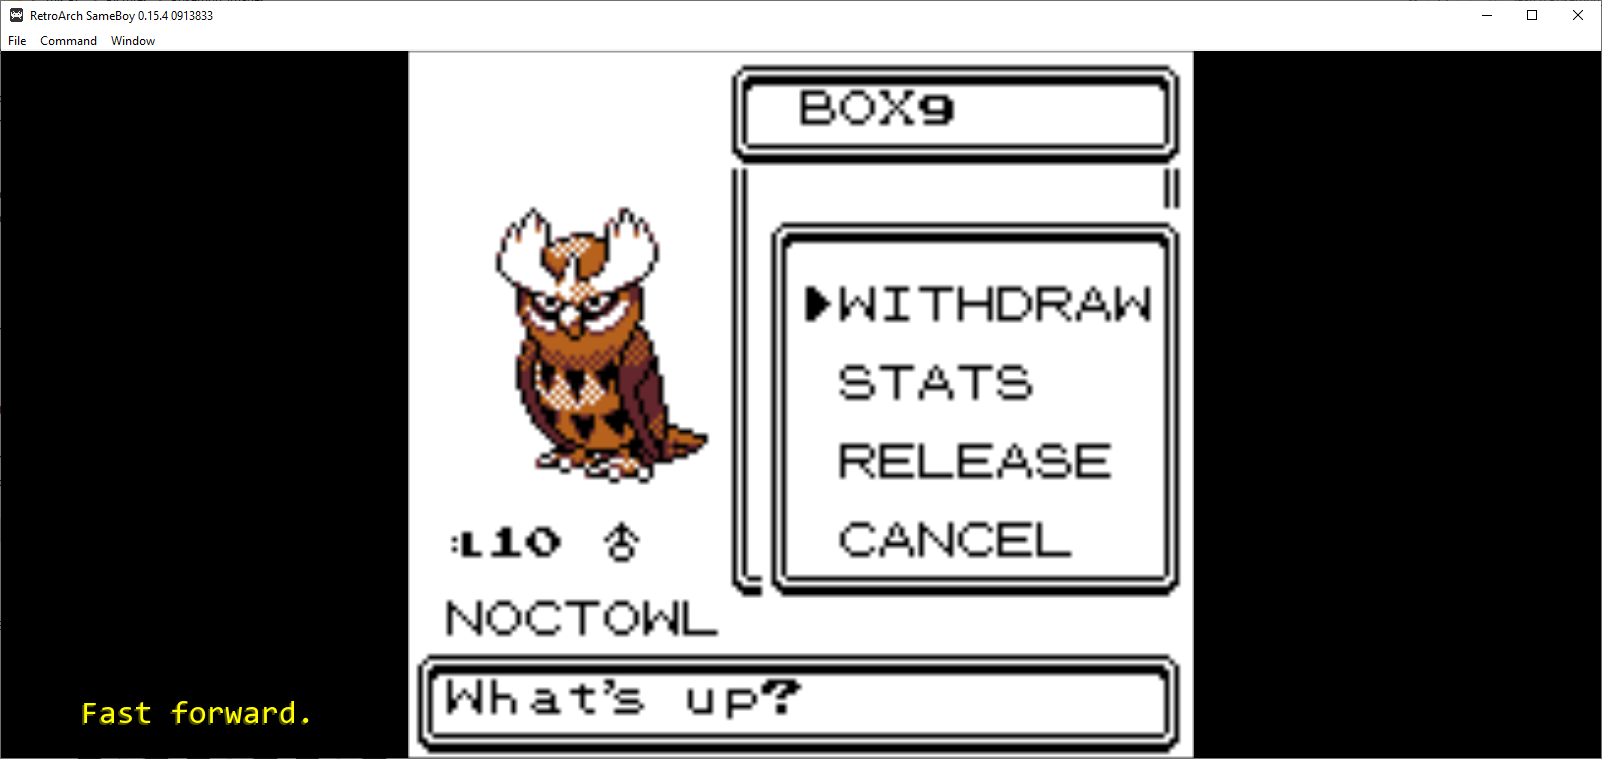 RetroArch SameBoy 0.15.4 0913833
File Command Window
BOX9
WITHDRAW
STATS
RELEASE
CANCEL
:L10 ♂
NOCTOWL
What's up?
Fast forward.